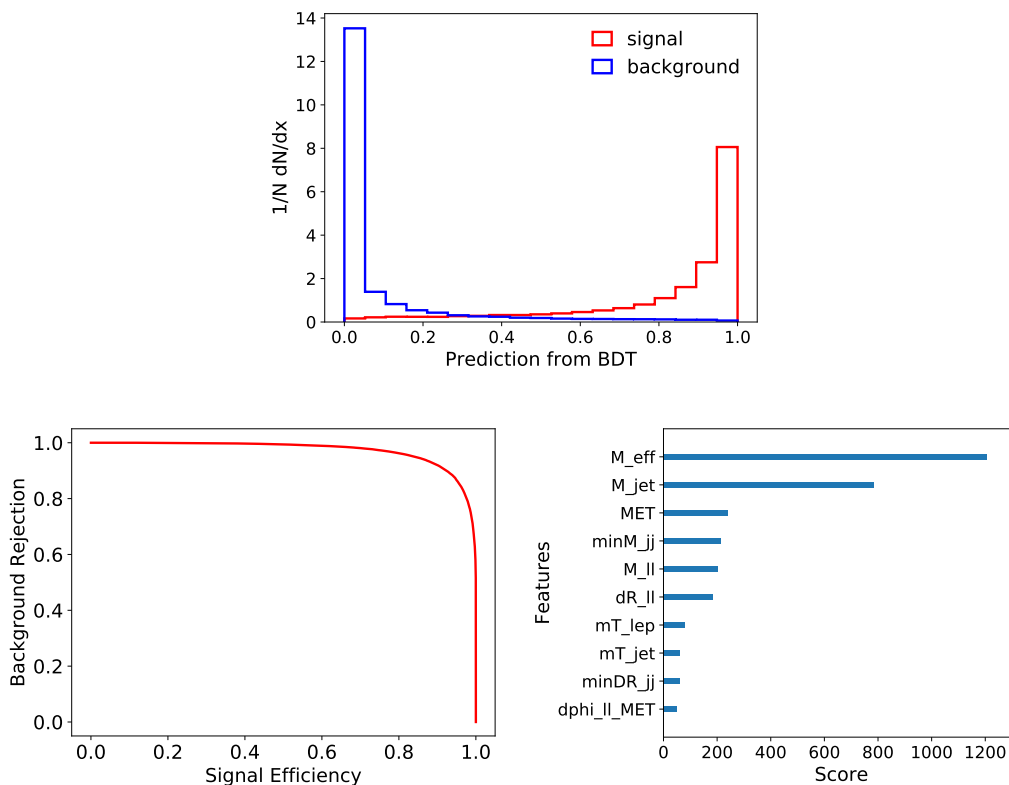 14
12
10
8
6
4
2
0
1/N dN/dx
signal
background
0.0 0.2 0.4 0.6 0.8 1.0
Prediction from BDT
1.0
0.8
0.6
0.4
0.2
0.0
Background Rejection
0.0 0.2 0.4 0.6 0.8 1.0
Signal Efficiency
Features
M_eff
M_jet
MET
minM_jj
M_ll
dR_ll
mT_lep
mT_jet
minDR_jj
dphi_ll_MET
0 200 400 600 800 1000 1200
Score